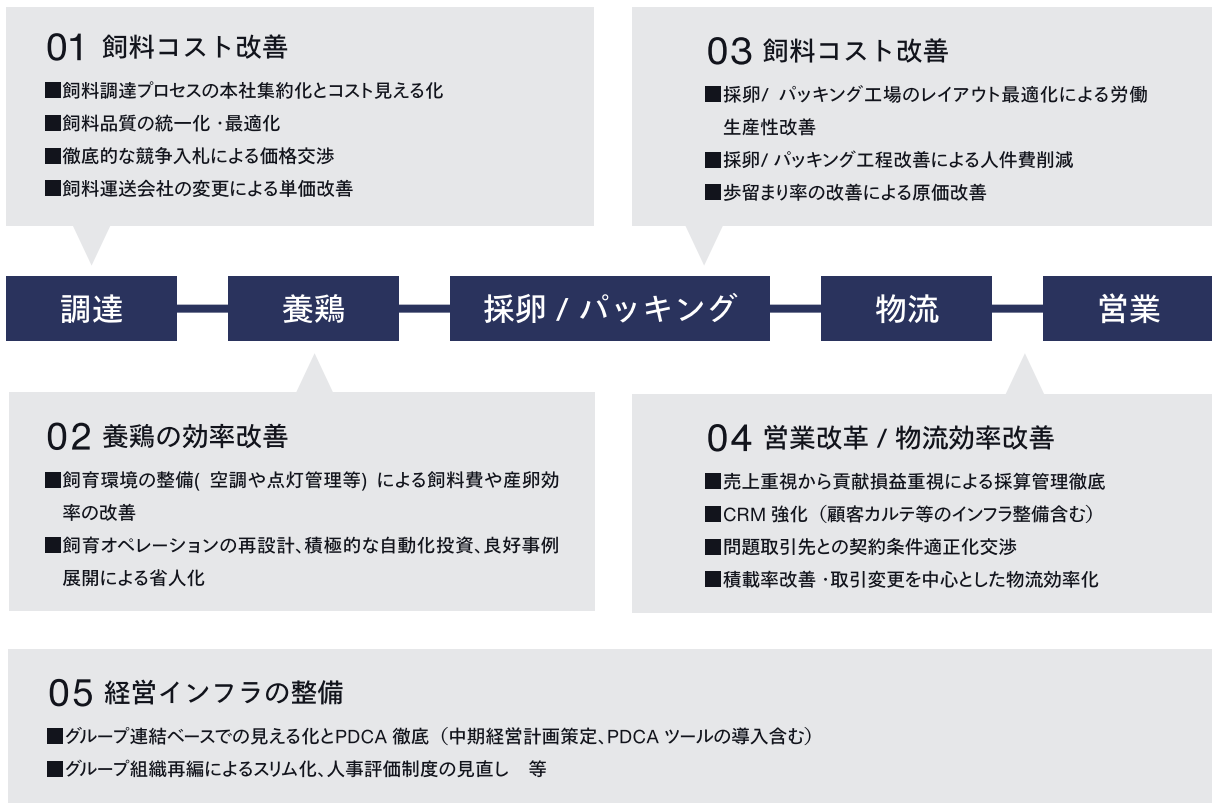 01 飼料コスト改善
■飼料調達プロセスの本社集約化とコスト見える化
■飼料品質の統一化・最適化
■徹底的な競争入札による価格交渉
■飼料運送会社の変更による単価改善
03 飼料コスト改善
■採卵/ パッキング工場のレイアウト最適化による労働
生産性改善
■採卵/ パッキング工程改善による人件費削減
■歩留まり率の改善による原価改善
調達
養鶏
採卵 / パッキング
物流
営業
02 養鶏の効率改善
■飼育環境の整備( 空調や点灯管理等) による飼料費や産卵効
率の改善
■飼育オペレーションの再設計、積極的な自動化投資、良好事例
展開による省人化
04 営業改革 / 物流効率改善
■売上重視から貢献損益重視による採算管理徹底
■CRM 強化（顧客カルテ等のインフラ整備含む）
■問題取引先との契約条件適正化交渉
■積載率改善・取引変更を中心とした物流効率化
05 経営インフラの整備
■グループ連結ベースでの見える化とPDCA 徹底（中期経営計画策定、PDCA ツールの導入含む）
■グループ組織再編によるスリム化、人事評価制度の見直し　等